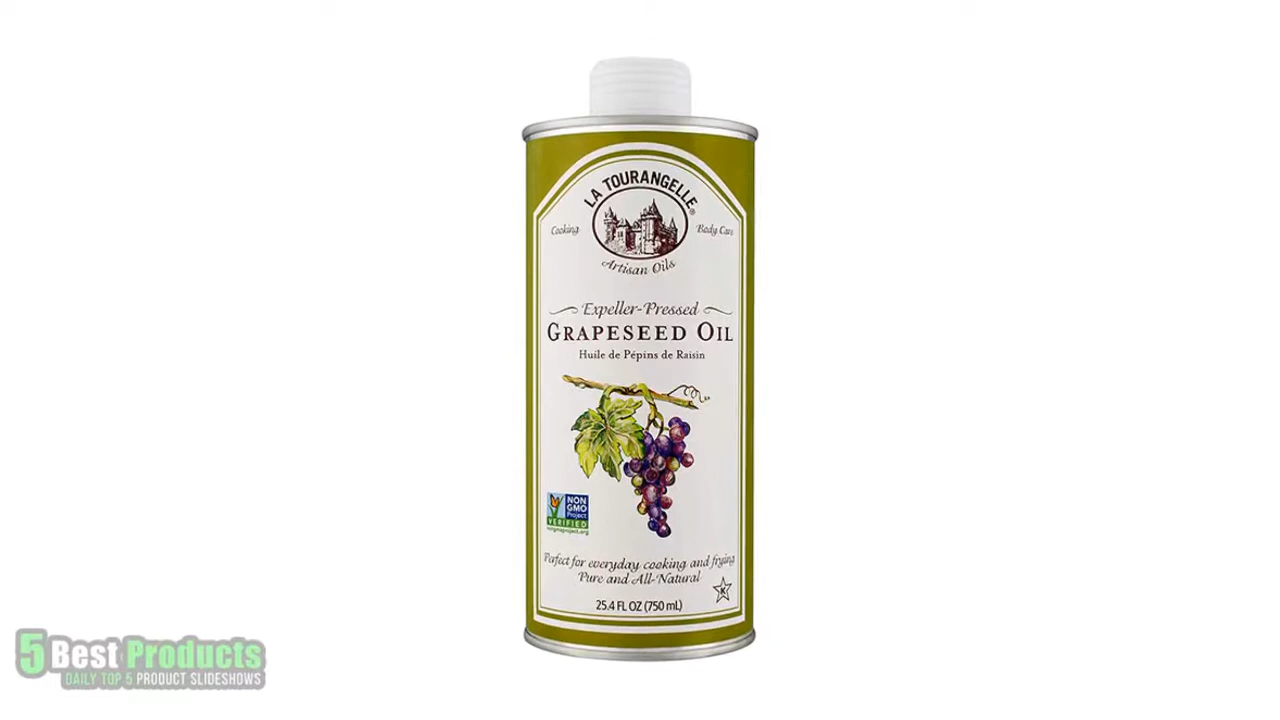 LA TOURANGELLE®
Cooking
Body Care
Artisan Oils
Expeller-Pressed
GRAPESEED OIL
Huile de Pépins de Raisin
NON
GMO
Project
VERIFIED
nongmoproject.org
Perfect for everyday cooking and frying
Pure and All-Natural
K
25.4 FL OZ (750 mL)
5 Best Products
DAILY TOP 5 PRODUCT SLIDESHOWS